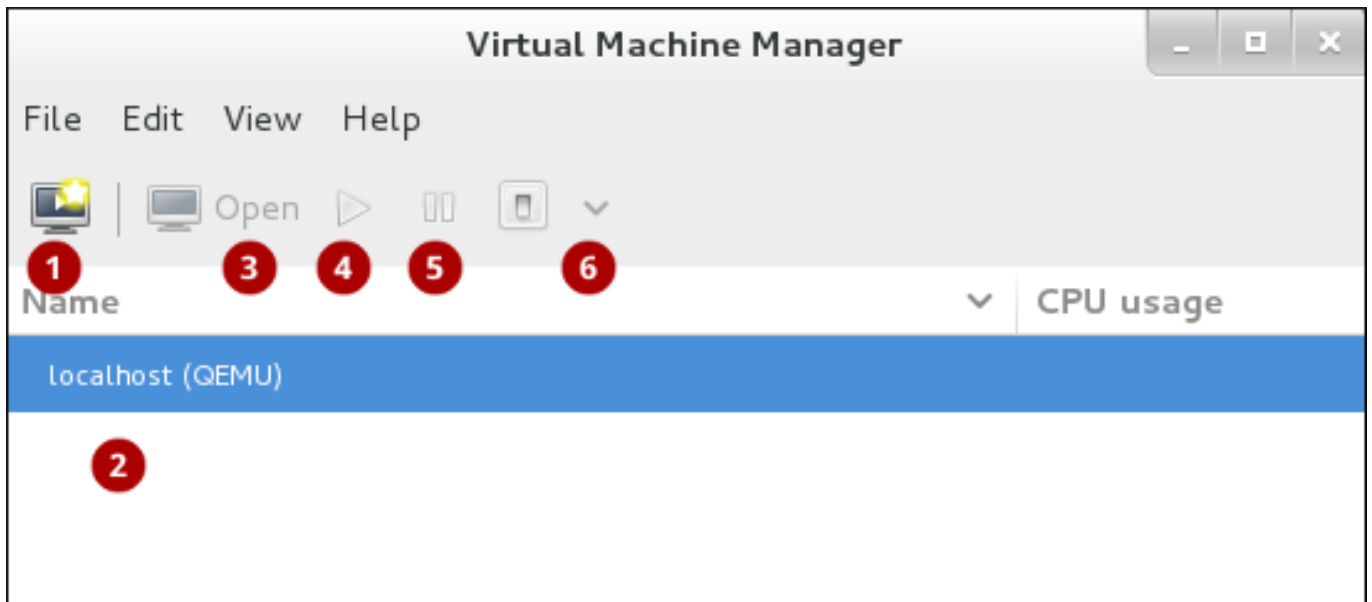 Virtual Machine Manager
File Edit View Help
Open
1 3 4 5 6
Name CPU usage
localhost (QEMU)
2